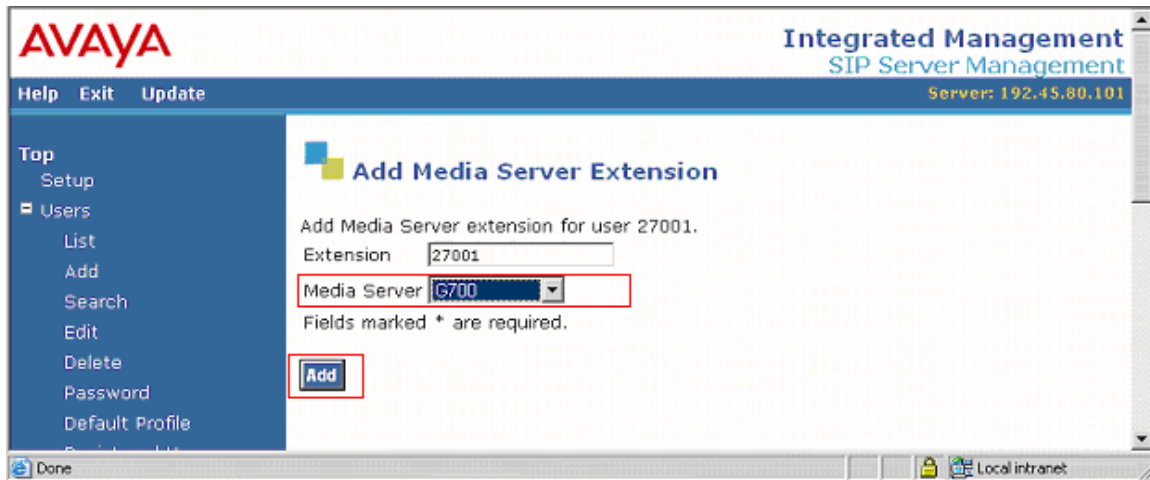 AVAYA
Integrated Management
SIP Server Management
Help Exit Update
Server: 192.45.80.101
Top
Setup
Users
List
Add
Search
Edit
Delete
Password
Default Profile
Add Media Server Extension
Add Media Server extension for user 27001.
Extension 27001
Media Server G700
Fields marked * are required.
Add
Done
Local intranet